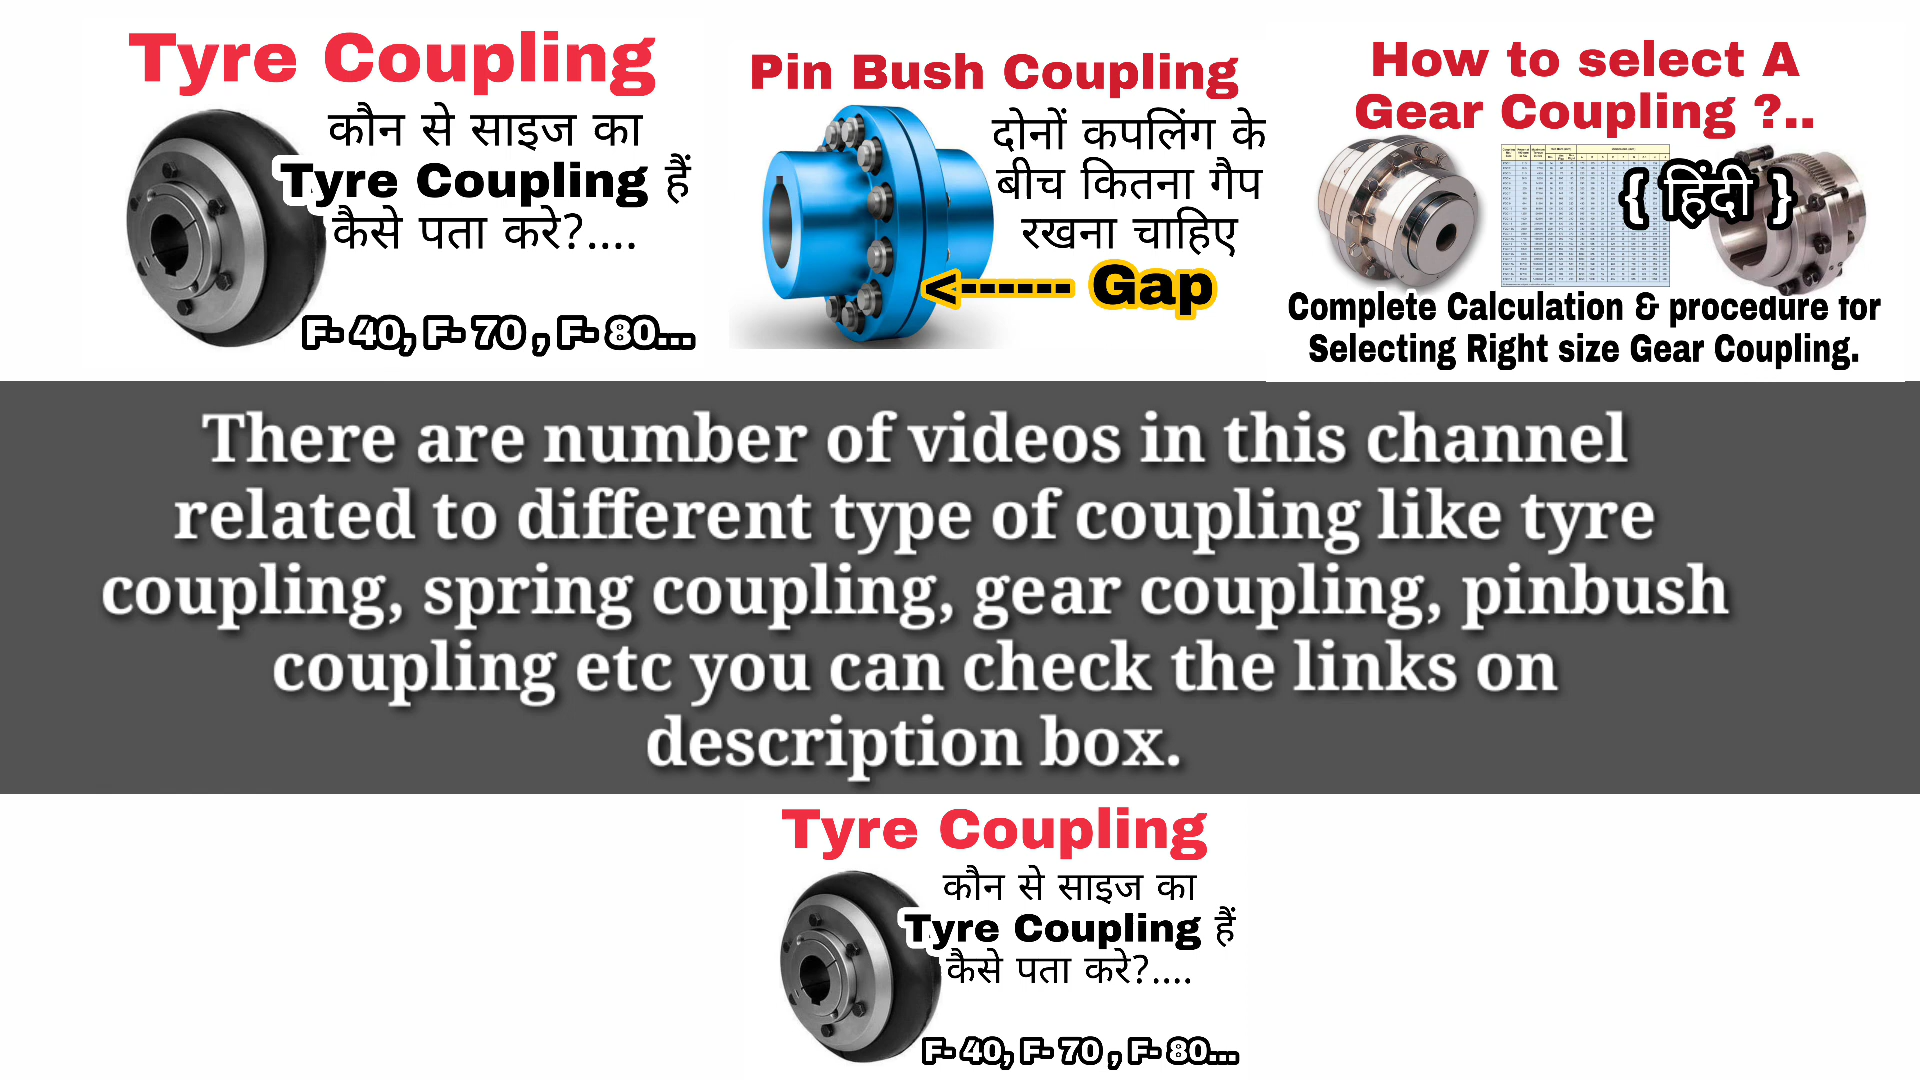 Tyre Coupling
कौन से साइज का
Tyre Coupling हैं
कैसे पता करे?....
F- 40, F- 70 , F- 80...
Pin Bush Coupling
दोनों कपलिंग के
बीच कितना गैप
रखना चाहिए
<------ Gap
How to select A
Gear Coupling ?..
{ हिंदी }
Complete Calculation & procedure for
Selecting Right size Gear Coupling.
There are number of videos in this channel
related to different type of coupling like tyre
coupling, spring coupling, gear coupling, pinbush
coupling etc you can check the links on
description box.
Tyre Coupling
कौन से साइज का
Tyre Coupling हैं
कैसे पता करे?....
F- 40, F- 70 , F- 80...